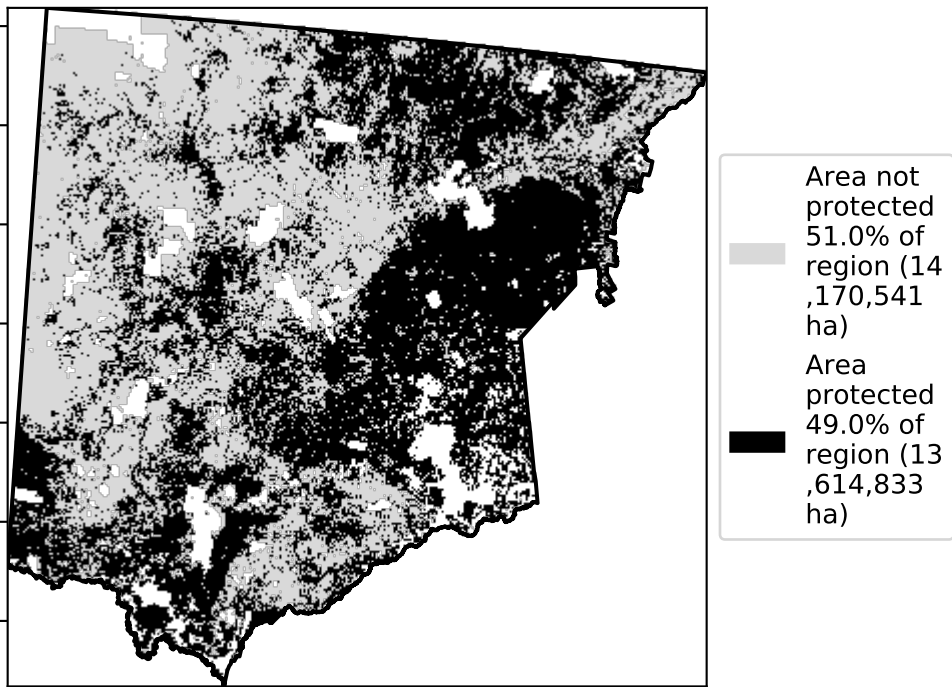 Area not
protected
51.0% of
region (14
,170,541
ha)
Area
protected
49.0% of
region (13
,614,833
ha)